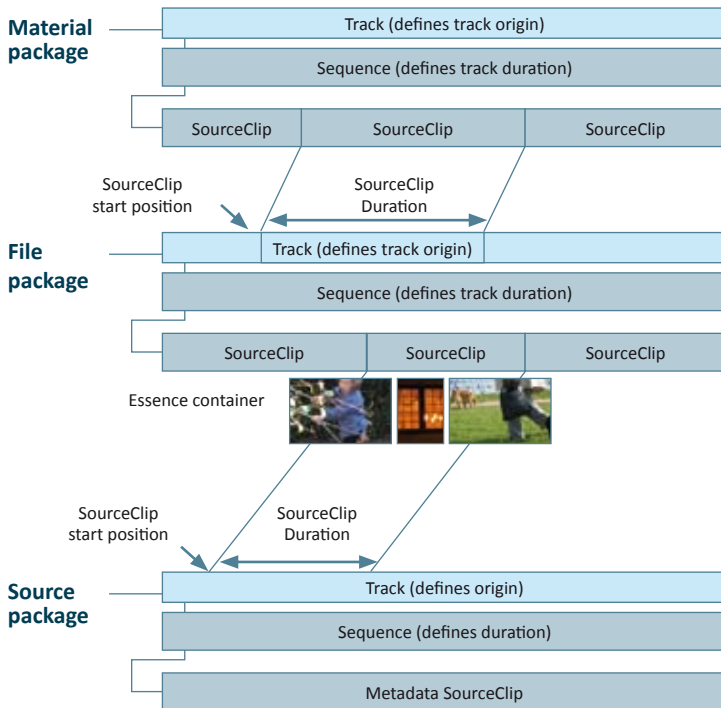 Material
package
Track (defines track origin)
Sequence (defines track duration)
SourceClip
SourceClip
SourceClip
SourceClip
start position
SourceClip
Duration
File
package
Track (defines track origin)
Sequence (defines track duration)
SourceClip
SourceClip
SourceClip
Essence container
SourceClip
start position
SourceClip
Duration
Source
package
Track (defines origin)
Sequence (defines duration)
Metadata SourceClip